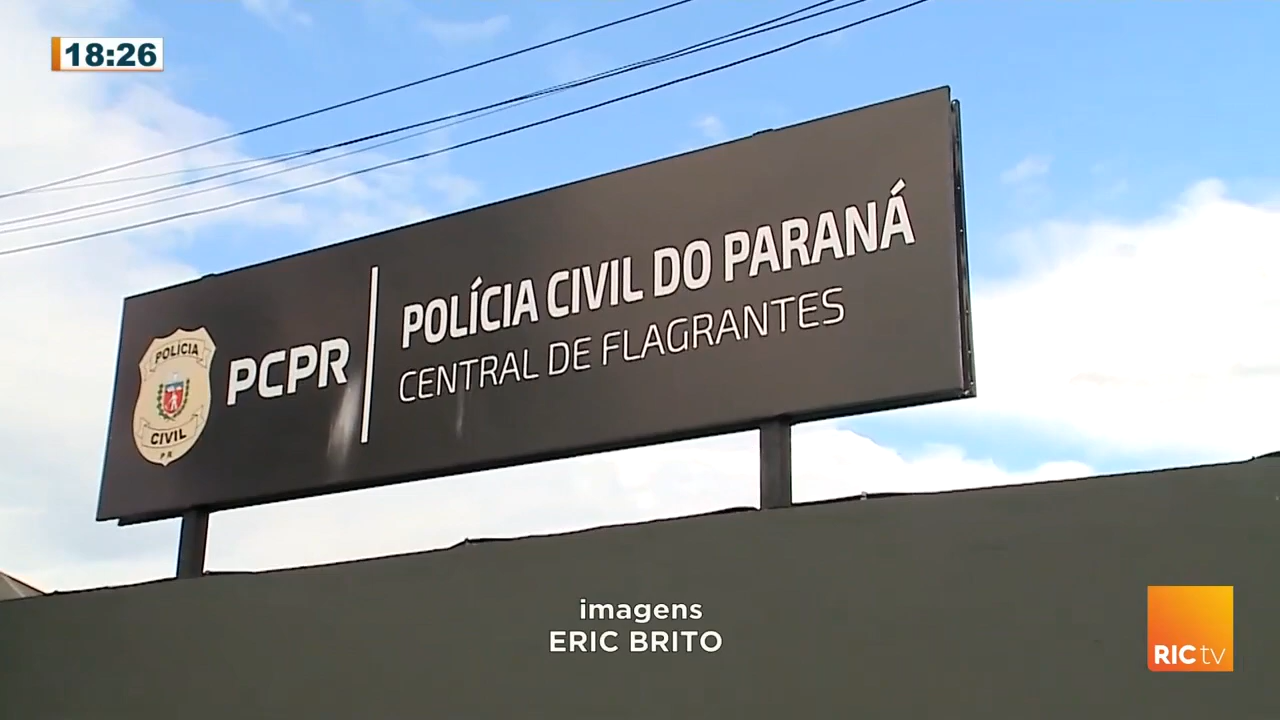 18:26
POLÍCIA CIVIL DO PARANÁ
CENTRAL DE FLAGRANTES
PCPR
POLÍCIA
CIVIL
PR
imagens
ERIC BRITO
RIC tv